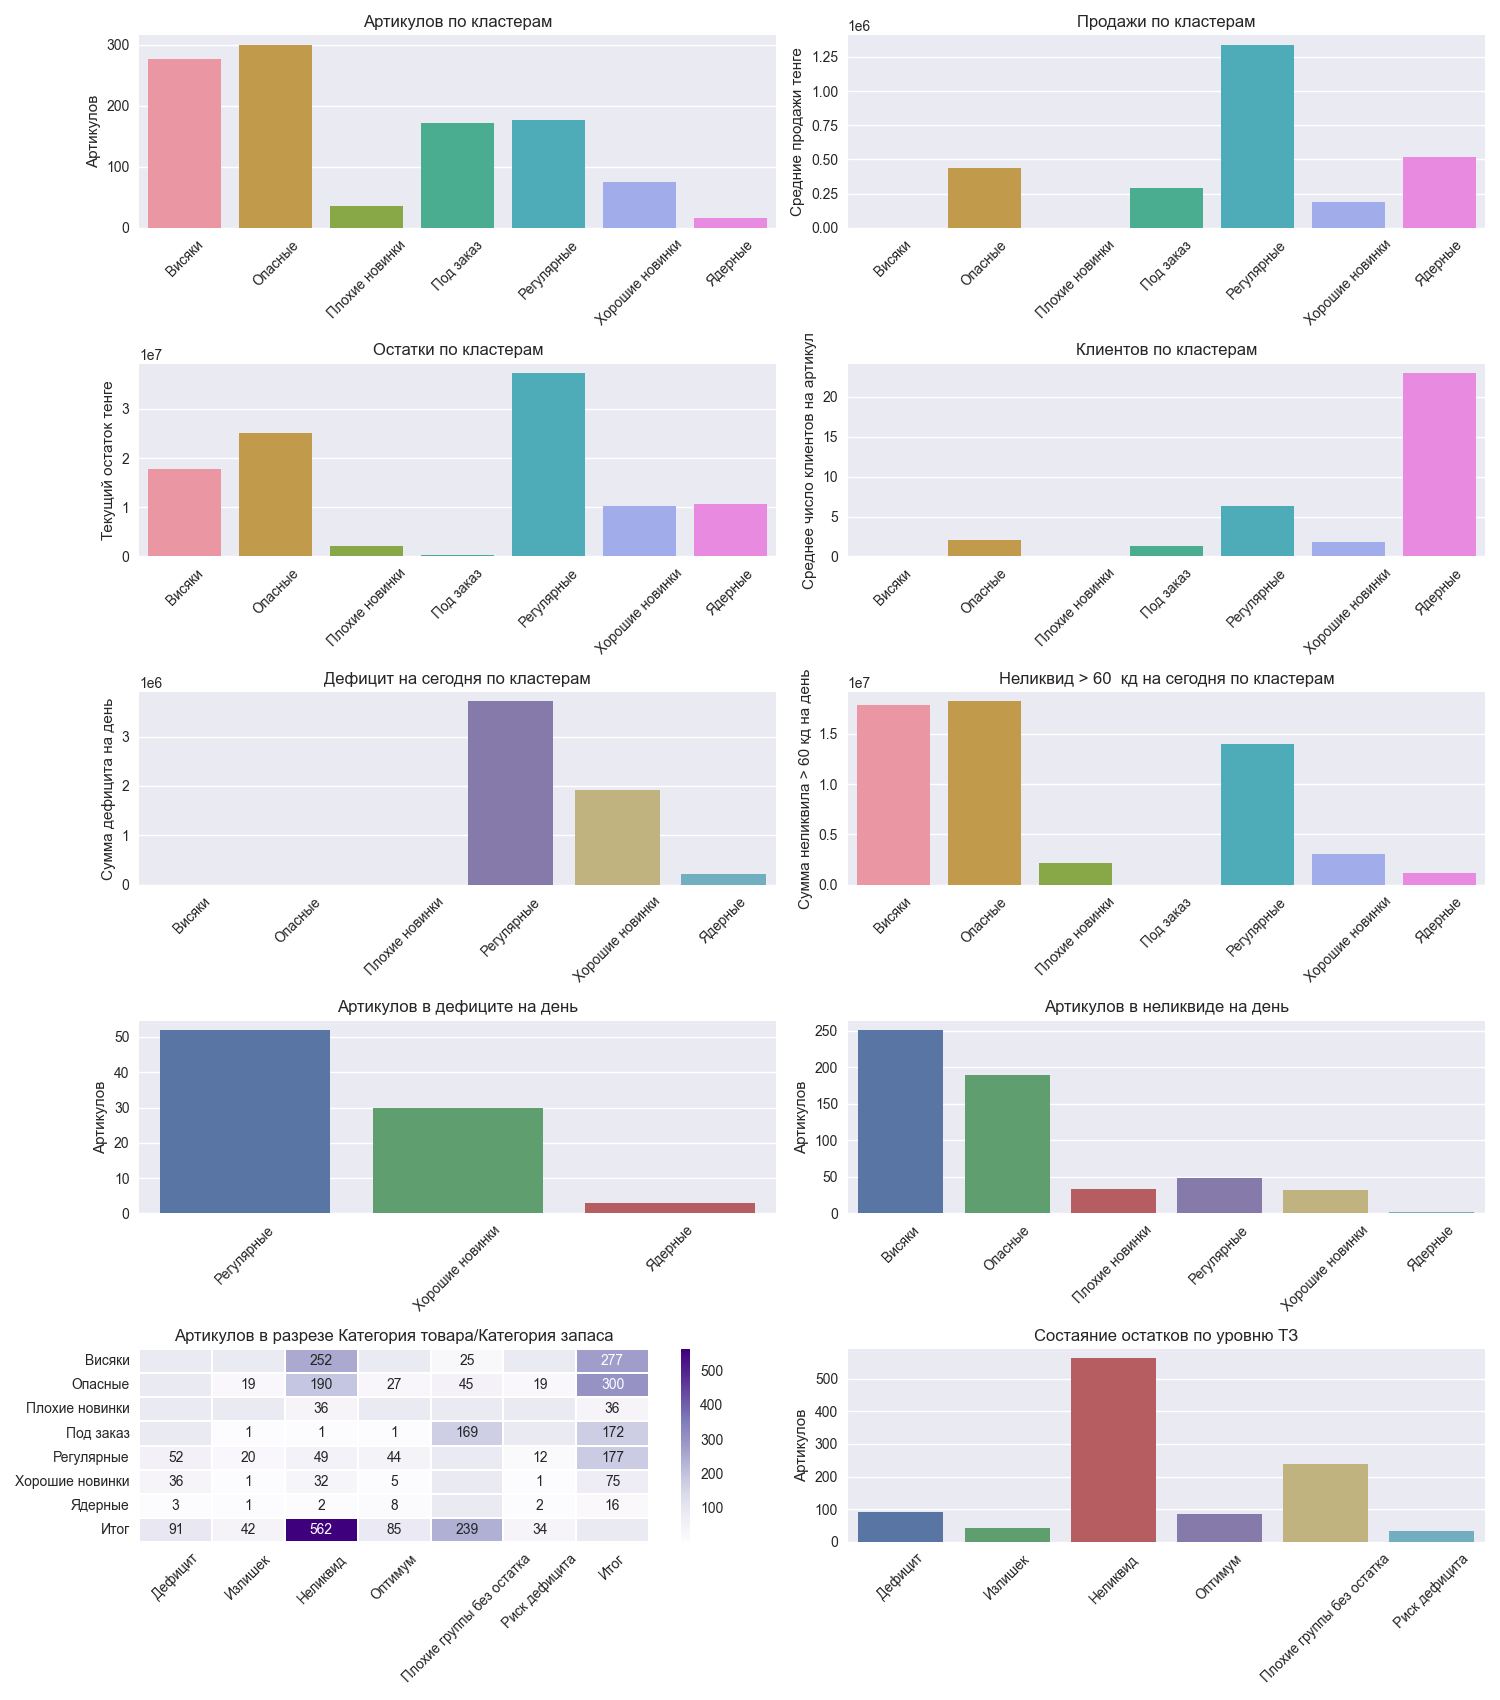 Артикулов по кластерам
Артикулов
300
200
100
0
Висяки
Опасные
Плохие новинки
Под заказ
Регулярные
Хорошие новинки
Ядерные
Продажи по кластерам
1e6
Средние продажи тенге
1.25
1.00
0.75
0.50
0.25
0.00
Висяки
Опасные
Плохие новинки
Под заказ
Регулярные
Хорошие новинки
Ядерные
Остатки по кластерам
1e7
Текущий остаток тенге
3
2
1
0
Висяки
Опасные
Плохие новинки
Под заказ
Регулярные
Хорошие новинки
Ядерные
Клиентов по кластерам
Среднее число клиентов на артикул
20
15
10
5
0
Висяки
Опасные
Плохие новинки
Под заказ
Регулярные
Хорошие новинки
Ядерные
Дефицит на сегодня по кластерам
1e6
Сумма дефицита на день
3
2
1
0
Висяки
Опасные
Плохие новинки
Регулярные
Хорошие новинки
Ядерные
Неликвид > 60 кд на сегодня по кластерам
1e7
Сумма неликвила > 60 кд на день
1.5
1.0
0.5
0.0
Висяки
Опасные
Плохие новинки
Под заказ
Регулярные
Хорошие новинки
Ядерные
Артикулов в дефиците на день
Артикулов
50
40
30
20
10
0
Регулярные
Хорошие новинки
Ядерные
Артикулов в неликвиде на день
Артикулов
250
200
150
100
50
0
Висяки
Опасные
Плохие новинки
Регулярные
Хорошие новинки
Ядерные
Артикулов в разрезе Категория товара/Категория запаса
Висяки 252 25 277
Опасные 19 190 27 45 19 300
Плохие новинки 36 36
Под заказ 1 1 1 169 172
Регулярные 52 20 49 44 12 177
Хорошие новинки 36 1 32 5 1 75
Ядерные 3 1 2 8 2 16
Итог 91 42 562 85 239 34
Дефицит
Излишек
Неликвид
Оптимум
Плохие группы без остатка
Риск дефицита
Итог
500
400
300
200
100
Состаяние остатков по уровню ТЗ
Артикулов
500
400
300
200
100
0
Дефицит
Излишек
Неликвид
Оптимум
Плохие группы без остатка
Риск дефицита